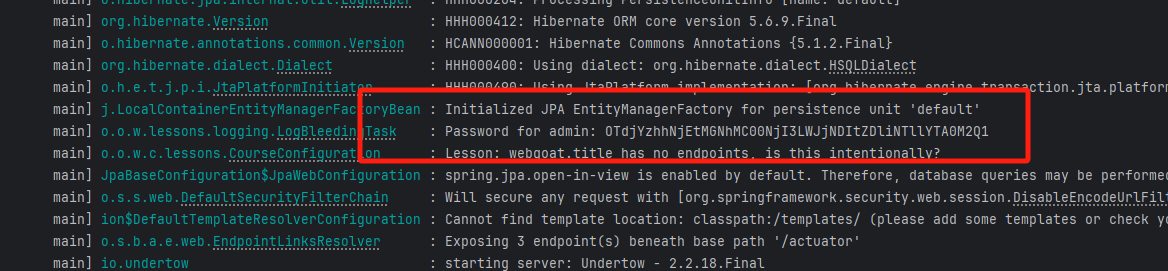 main] o.hibernate.jpa.internal.util.LogHelper : HHH000204: Processing PersistenceUnitInfo [name: default]
main] org.hibernate.Version : HHH000412: Hibernate ORM core version 5.6.9.Final
main] o.hibernate.annotations.common.Version : HCANN000001: Hibernate Commons Annotations {5.1.2.Final}
main] org.hibernate.dialect.Dialect : HHH000400: Using dialect: org.hibernate.dialect.HSQLDialect
main] o.h.e.t.j.p.i.JtaPlatformInitiator : HHH000490: Using JtaPlatform implementation: [org.hibernate.engine.transaction.jta.platform
main] j.LocalContainerEntityManagerFactoryBean : Initialized JPA EntityManagerFactory for persistence unit 'default'
main] o.o.w.lessons.logging.LogBleedingTask : Password for admin: OTdjYzhhNjEtMGNhMC00NjI3LWJjNDItZDliNTllYTA0M2Q1
main] o.o.w.c.lessons.CourseConfiguration : Lesson: webgoat.title has no endpoints, is this intentionally?
main] JpaBaseConfiguration$JpaWebConfiguration : spring.jpa.open-in-view is enabled by default. Therefore, database queries may be performed
main] o.s.s.web.DefaultSecurityFilterChain : Will secure any request with [org.springframework.security.web.session.DisableEncodeUrlFilt
main] ion$DefaultTemplateResolverConfiguration : Cannot find template location: classpath:/templates/ (please add some templates or check yo
main] o.s.b.a.e.web.EndpointLinksResolver : Exposing 3 endpoint(s) beneath base path '/actuator'
main] io.undertow : starting server: Undertow - 2.2.18.Final